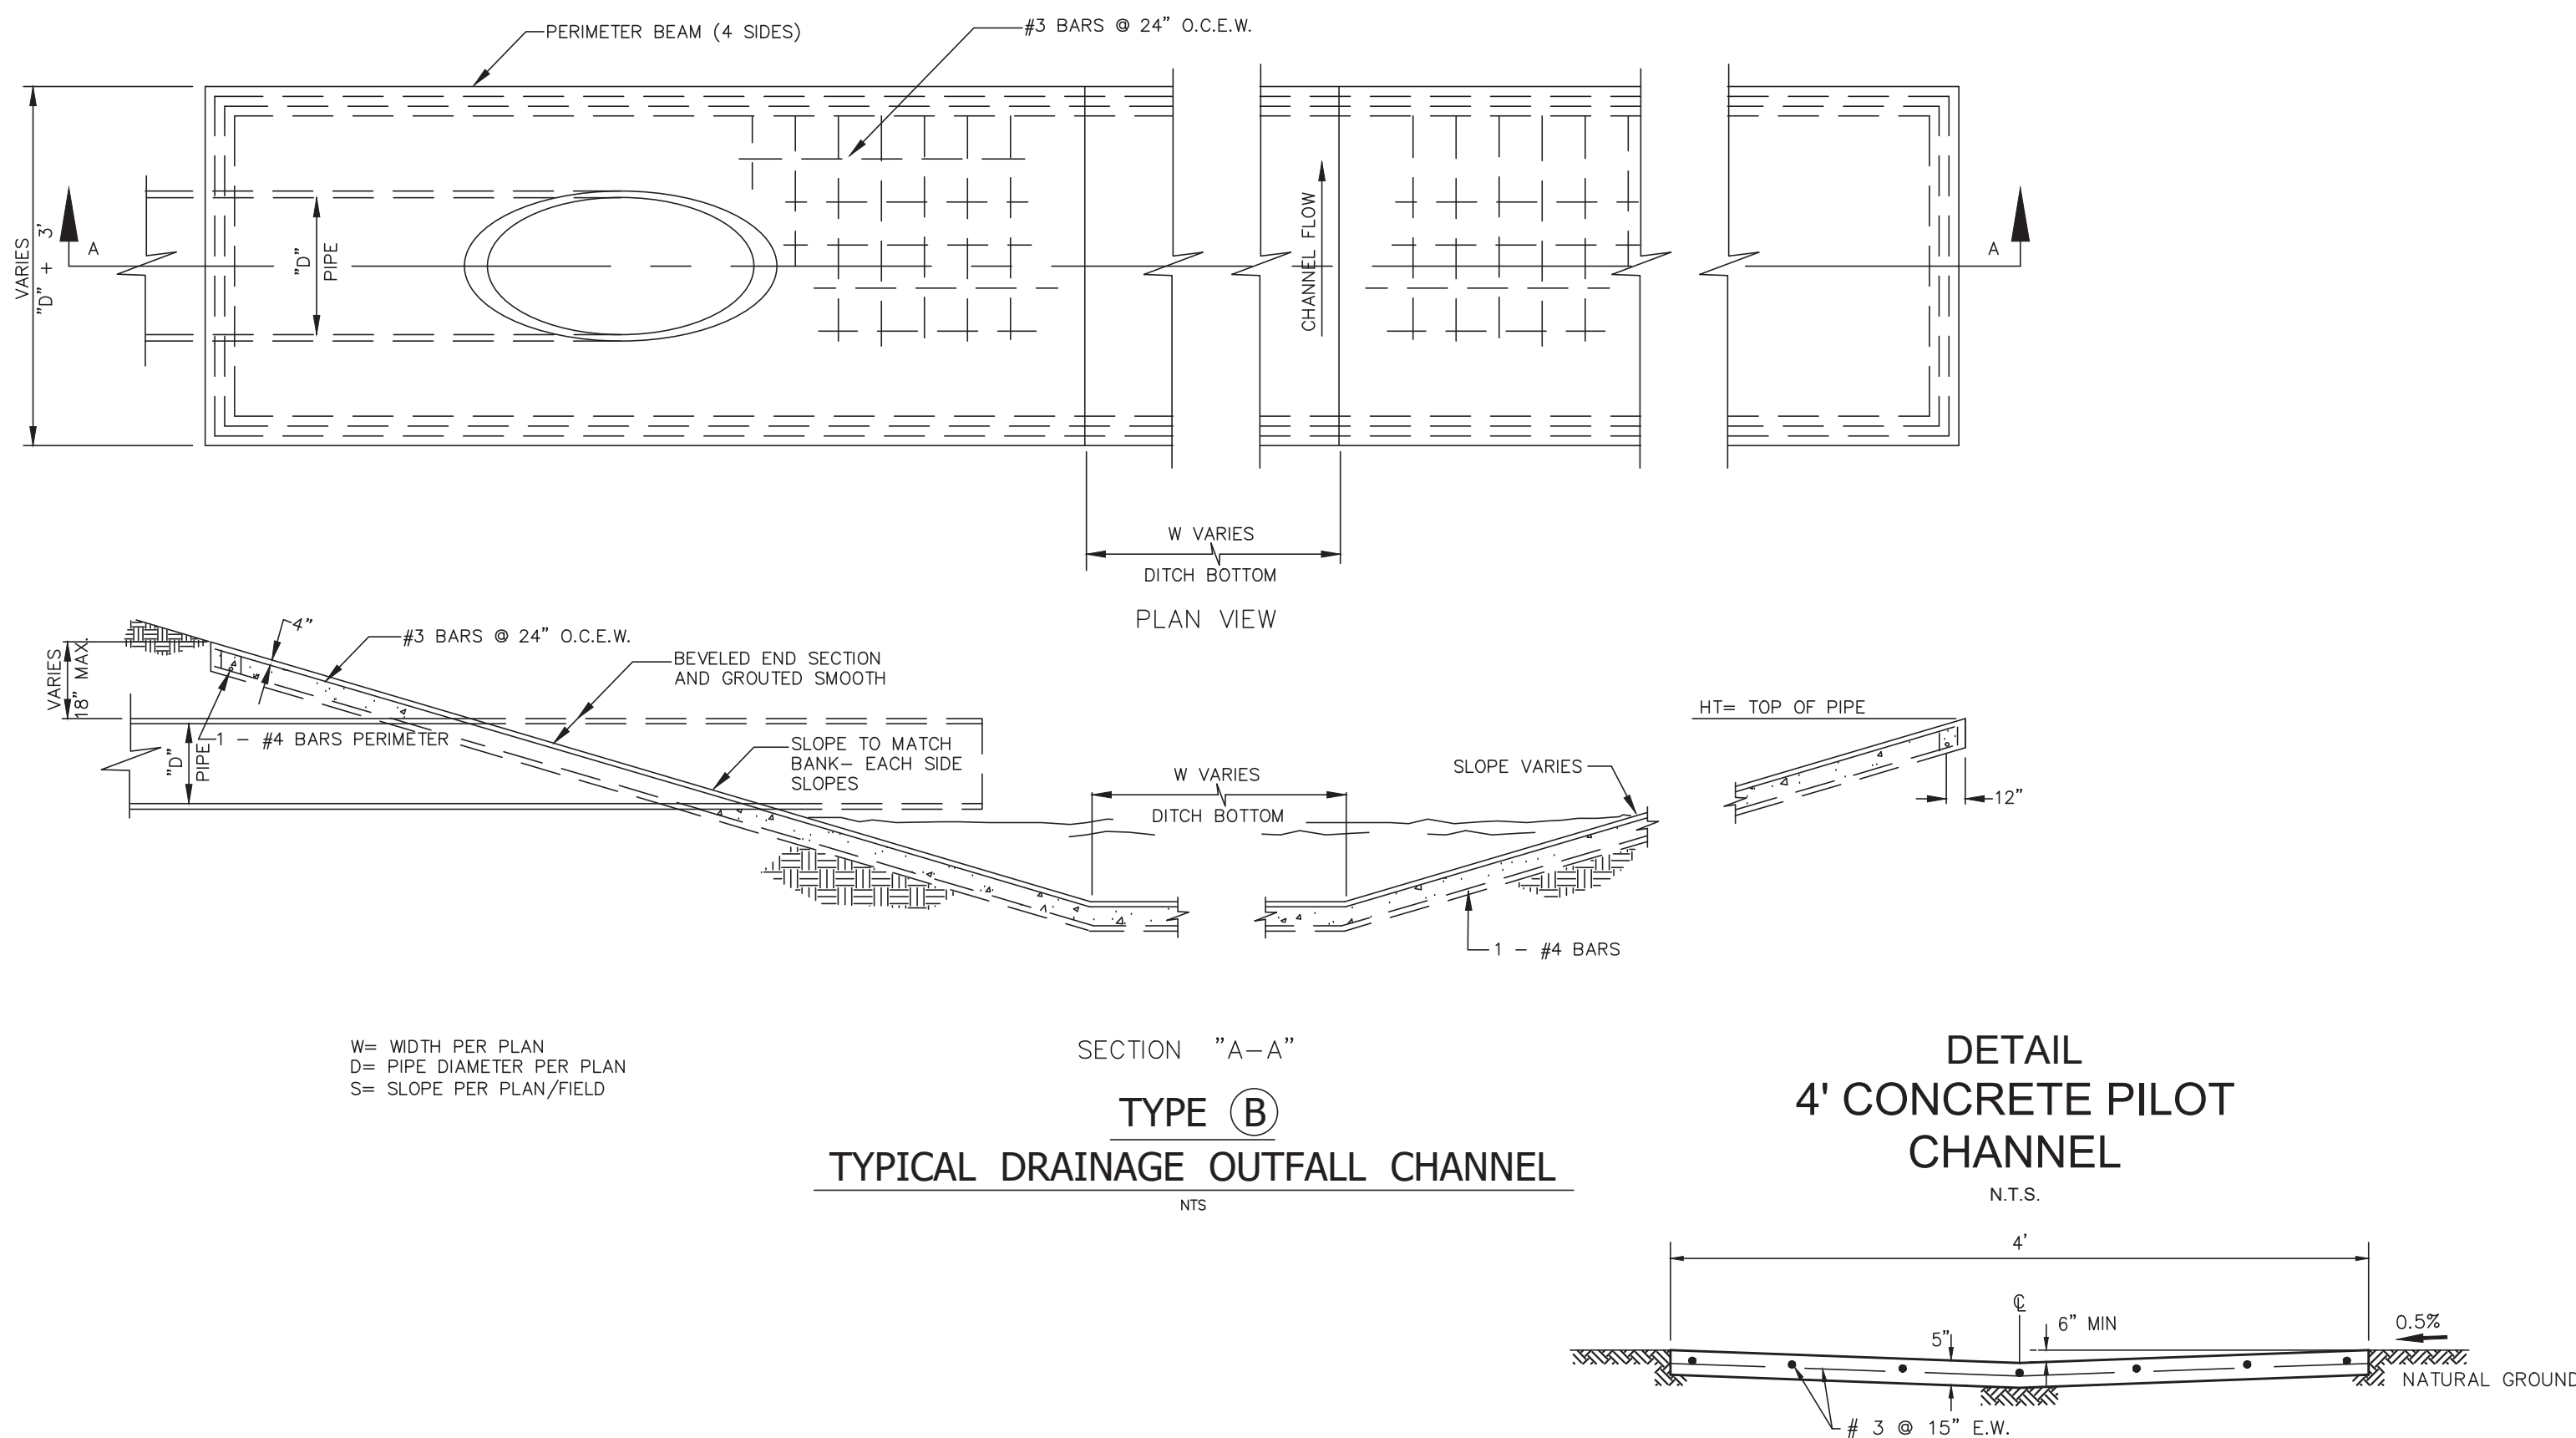 PERIMETER BEAM (4 SIDES)
#3 BARS @ 24" O.C.E.W.
VARIES
"D" + 3'
A
"D"
PIPE
CHANNEL FLOW
A
W VARIES
DITCH BOTTOM
PLAN VIEW
VARIES
18" MAX.
4"
#3 BARS @ 24" O.C.E.W.
BEVELED END SECTION
AND GROUTED SMOOTH
"D"
PIPE
1 - #4 BARS PERIMETER
SLOPE TO MATCH
BANK- EACH SIDE
SLOPES
W VARIES
DITCH BOTTOM
SLOPE VARIES
HT= TOP OF PIPE
12"
1 - #4 BARS
W= WIDTH PER PLAN
D= PIPE DIAMETER PER PLAN
S= SLOPE PER PLAN/FIELD
SECTION "A-A"
TYPE B
TYPICAL DRAINAGE OUTFALL CHANNEL
NTS
DETAIL
4' CONCRETE PILOT
CHANNEL
N.T.S.
4'
℄
5"
6" MIN
0.5%
NATURAL GROUND
# 3 @ 15" E.W.